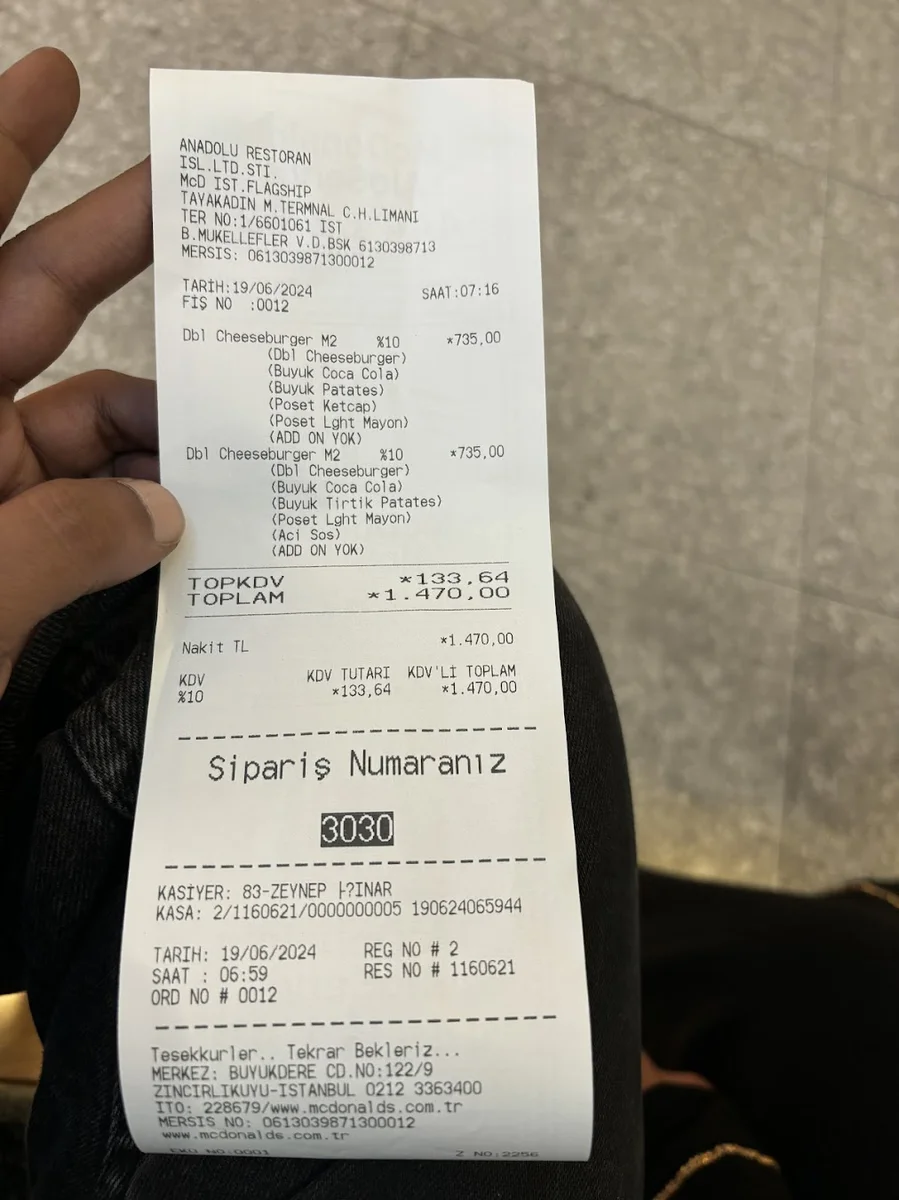 ANADOLU RESTORAN
ISL.LTD.STI.
McD IST.FLAGSHIP
TAYAKADIN M.TERMNAL C.H.LIMANI
TER NO:1/6601061 IST
B.MUKELLEFLER V.D.BSK 6130398713
MERSIS: 0613039871300012
TARİH:19/06/2024 SAAT:07:16
FİŞ NO :0012
Dbl Cheeseburger M2 %10 *735,00
(Dbl Cheeseburger)
(Buyuk Coca Cola)
(Buyuk Patates)
(Poset Ketcap)
(Poset Lght Mayon)
(ADD ON YOK)
Dbl Cheeseburger M2 %10 *735,00
(Dbl Cheeseburger)
(Buyuk Coca Cola)
(Buyuk Tirtik Patates)
(Poset Lght Mayon)
(Aci Sos)
(ADD ON YOK)
TOPKDV *133,64
TOPLAM *1.470,00
Nakit TL *1.470,00
KDV KDV TUTARI KDV'Lİ TOPLAM
%10 *133,64 *1.470,00
Sipariş Numaranız
3030
KASİYER: 83-ZEYNEP ├?INAR
KASA: 2/1160621/0000000005 190624065944
TARIH: 19/06/2024 REG NO # 2
SAAT : 06:59 RES NO # 1160621
ORD NO # 0012
Tesekkurler.. Tekrar Bekleriz...
MERKEZ: BUYUKDERE CD.NO:122/9
ZINCIRLIKUYU-ISTANBUL 0212 3363400
ITO: 228679/www.mcdonalds.com.tr
MERSIS NO: 0613039871300012
www.mcdonalds.com.tr
EKU NO:0001 Z NO:2256